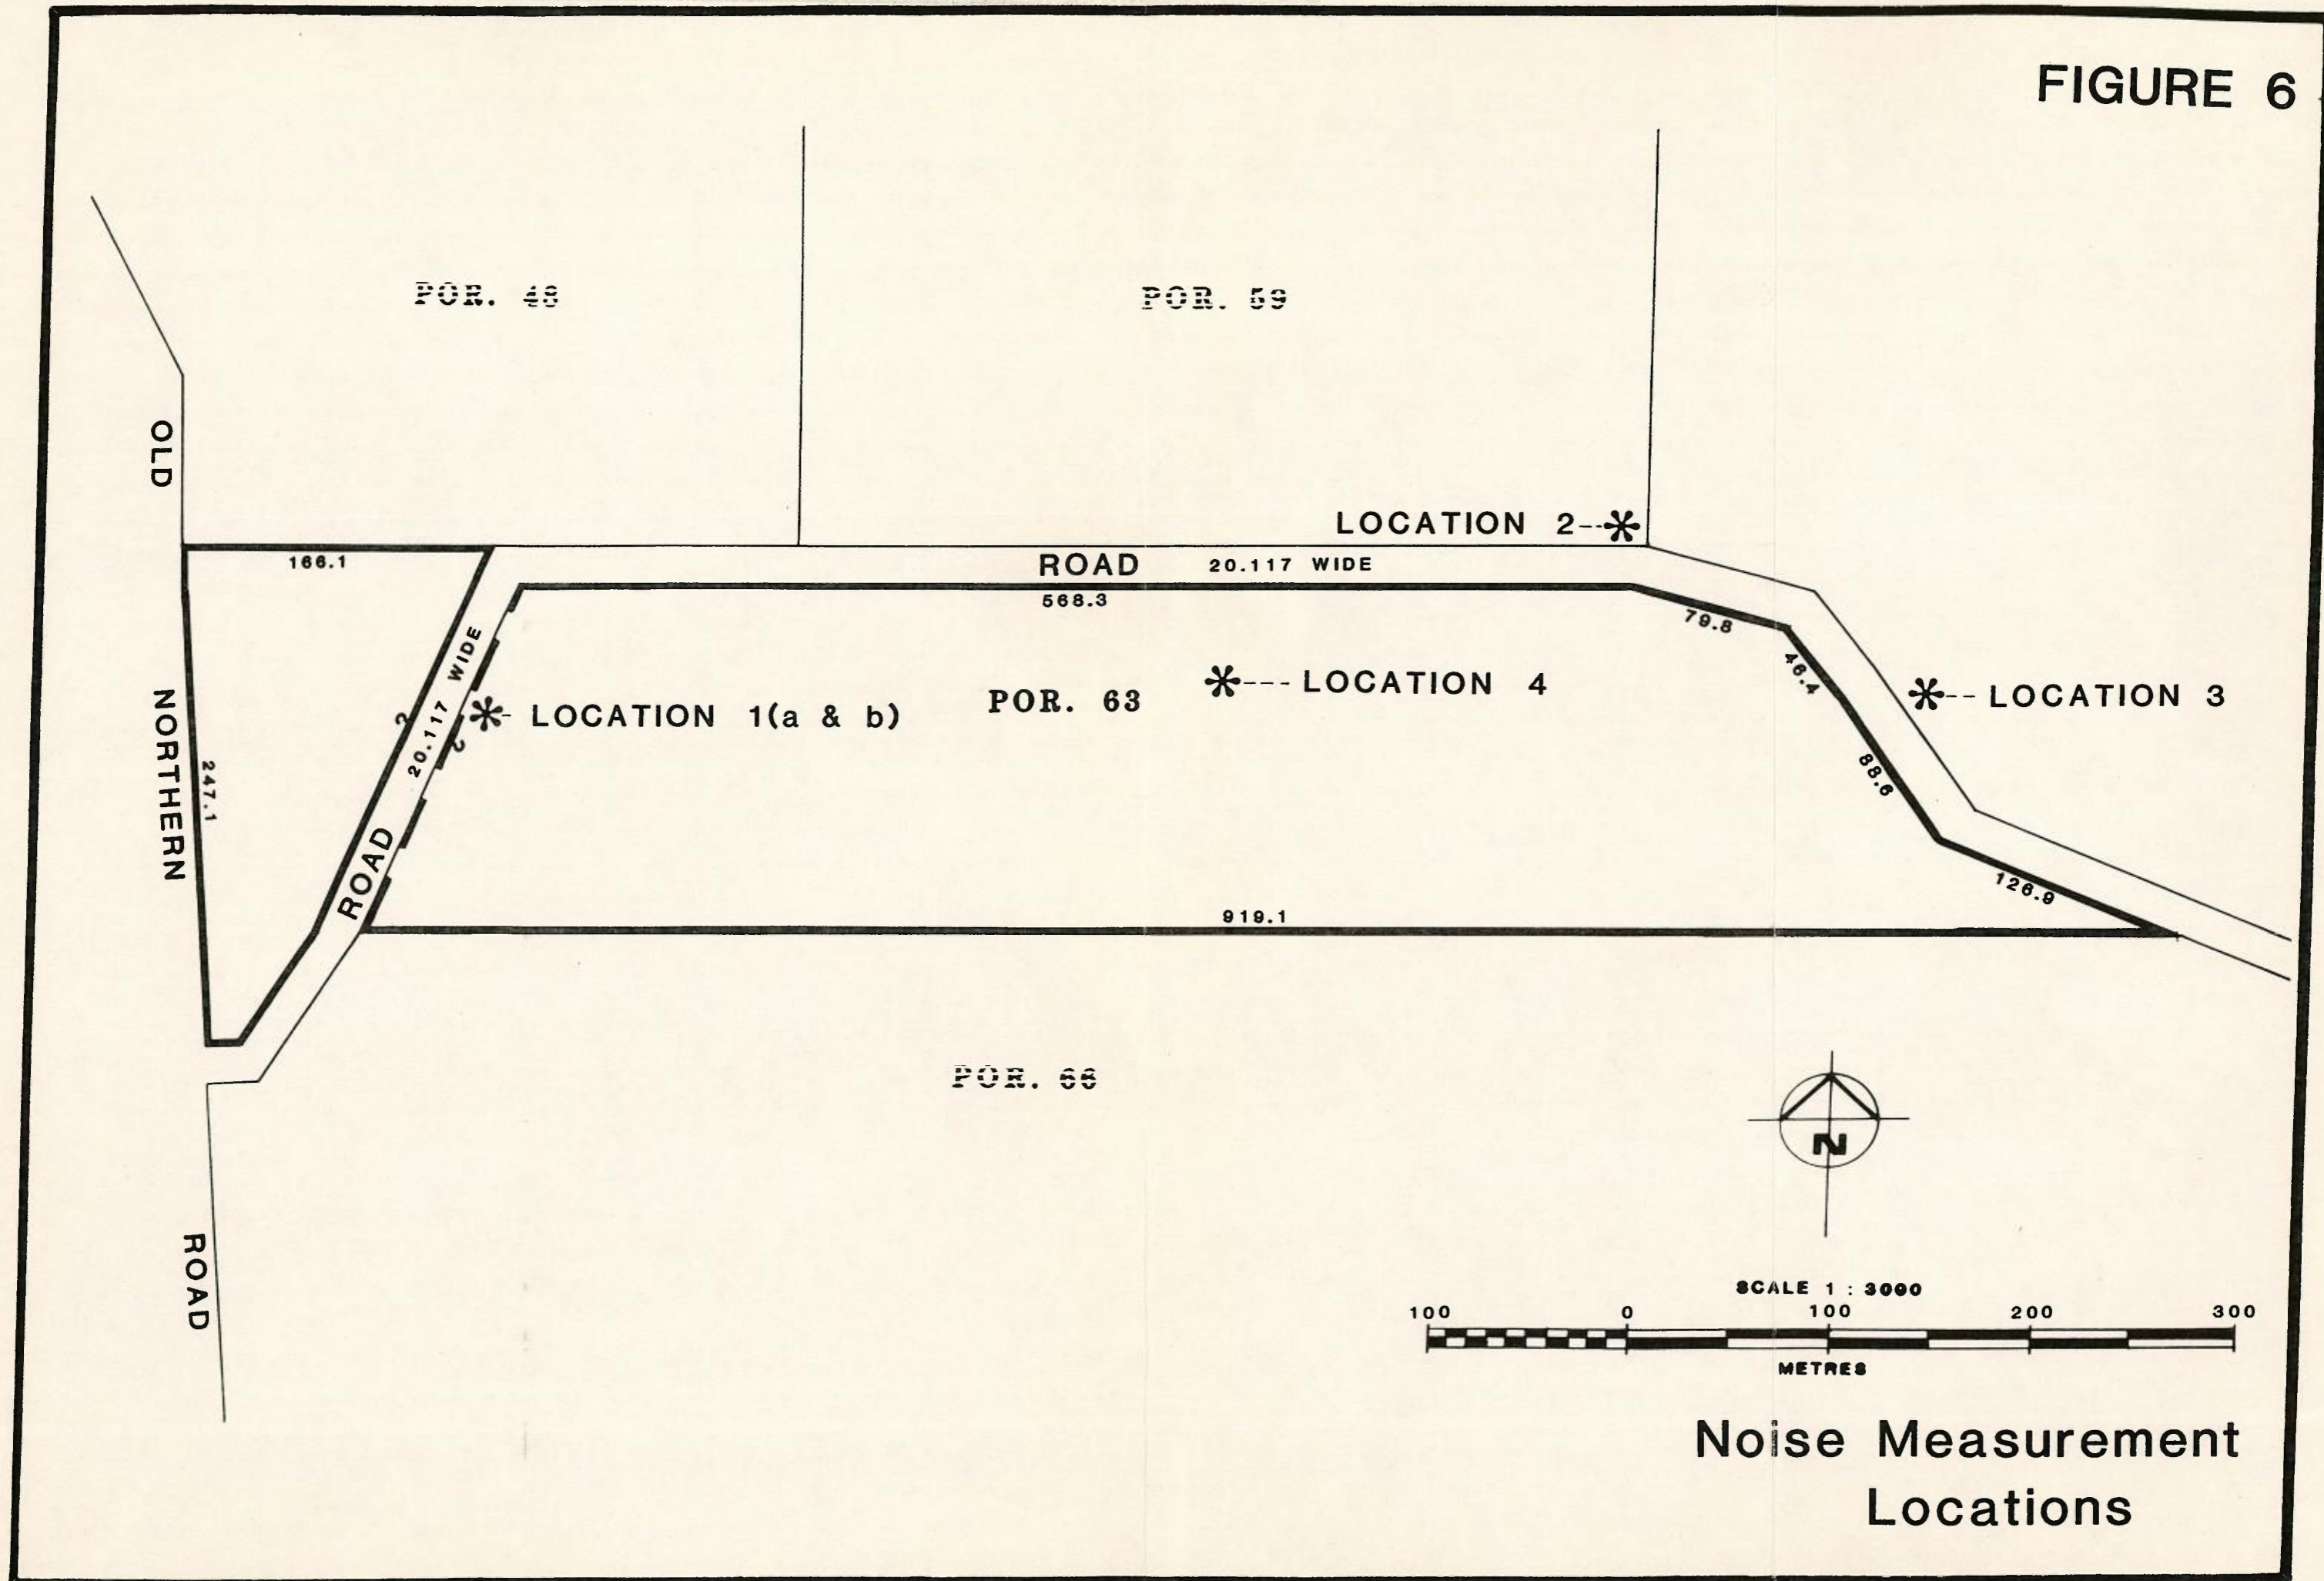 FIGURE 6
POR. 48
POR. 59
OLD
LOCATION 2
166.1
ROAD 20.117 WIDE
568.3
79.8
46.4
20.117 WIDE
LOCATION 4
LOCATION 3
NORTHERN
?
LOCATION 1(a & b)
POR. 63
?
247.1
88.6
ROAD
126.9
919.1
POR. 66
N
ROAD
SCALE 1 : 3000
100 0 100 200 300
METRES
Noise Measurement
Locations